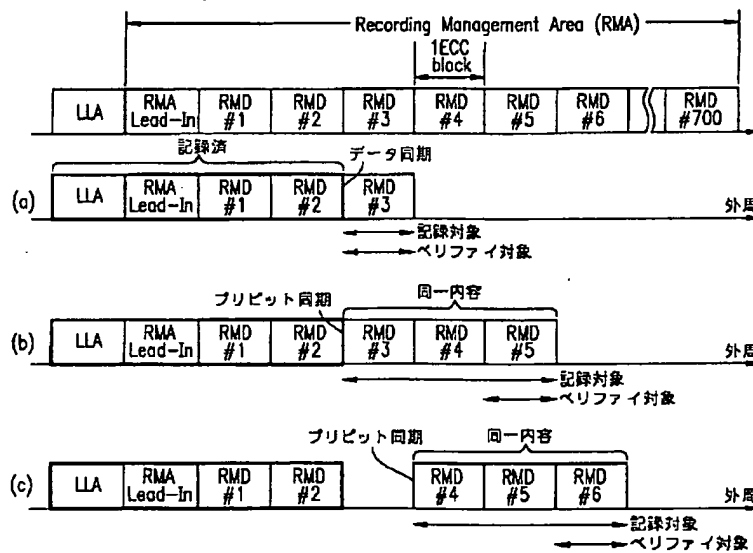 Recording Management Area (RMA)
1ECC
block
LLA
RMA
Lead-In
RMD
#1
RMD
#2
RMD
#3
RMD
#4
RMD
#5
RMD
#6
RMD
#700
記録済
データ同期
(a)
LLA
RMA
Lead-In
RMD
#1
RMD
#2
RMD
#3
外周
記録対象
ベリファイ対象
プリピット同期
同一内容
(b)
LLA
RMA
Lead-In
RMD
#1
RMD
#2
RMD
#3
RMD
#4
RMD
#5
外周
記録対象
ベリファイ対象
プリピット同期
同一内容
(c)
LLA
RMA
Lead-In
RMD
#1
RMD
#2
RMD
#4
RMD
#5
RMD
#6
外周
記録対象
ベリファイ対象